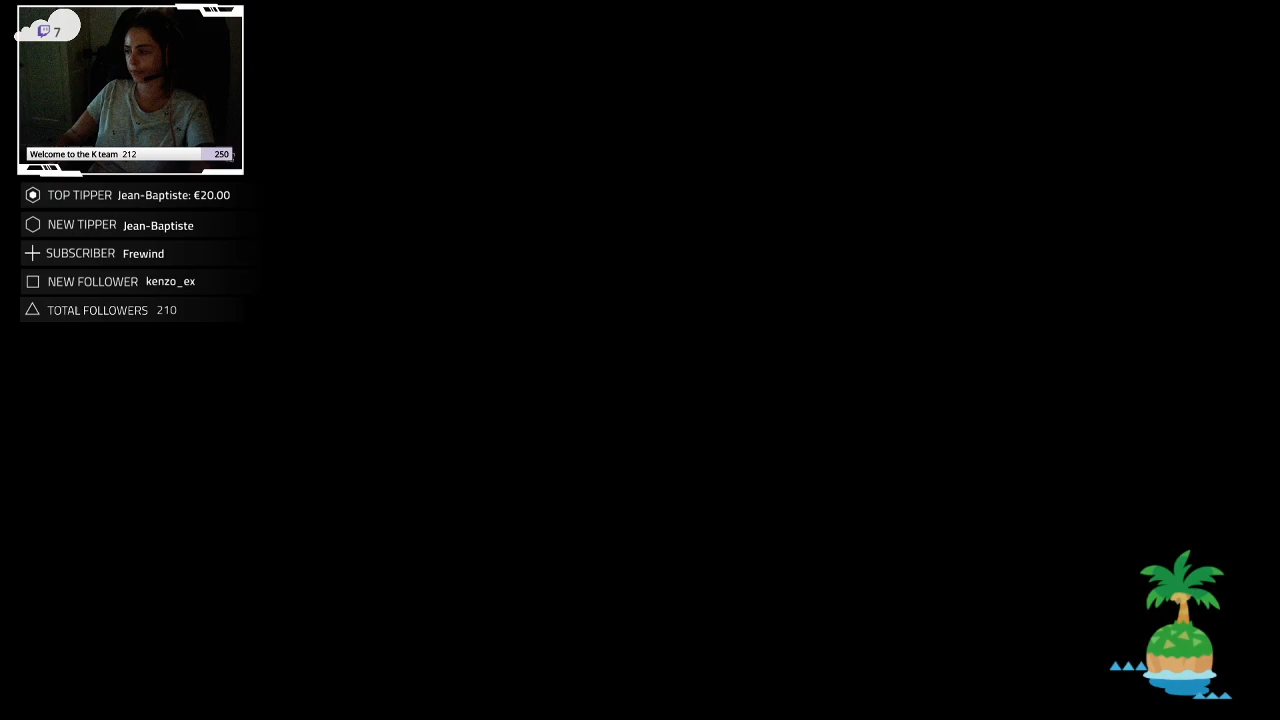 7
Welcome to the K team 212 250
TOP TIPPER Jean-Baptiste: €20.00
NEW TIPPER Jean-Baptiste
SUBSCRIBER Frewind
NEW FOLLOWER kenzo_ex
TOTAL FOLLOWERS 210